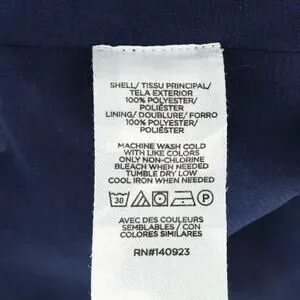 SHELL/ TISSU PRINCIPAL/
TELA EXTERIOR
100% POLYESTER/
POLIÉSTER
LINING/ DOUBLURE/ FORRO
100% POLYESTER/
POLIÉSTER
MACHINE WASH COLD
WITH LIKE COLORS
ONLY NON-CHLORINE
BLEACH WHEN NEEDED
TUMBLE DRY LOW
COOL IRON WHEN NEEDED
30
AVEC DES COULEURS
SEMBLABLES / CON
COLORES SIMILARES
RN#140923